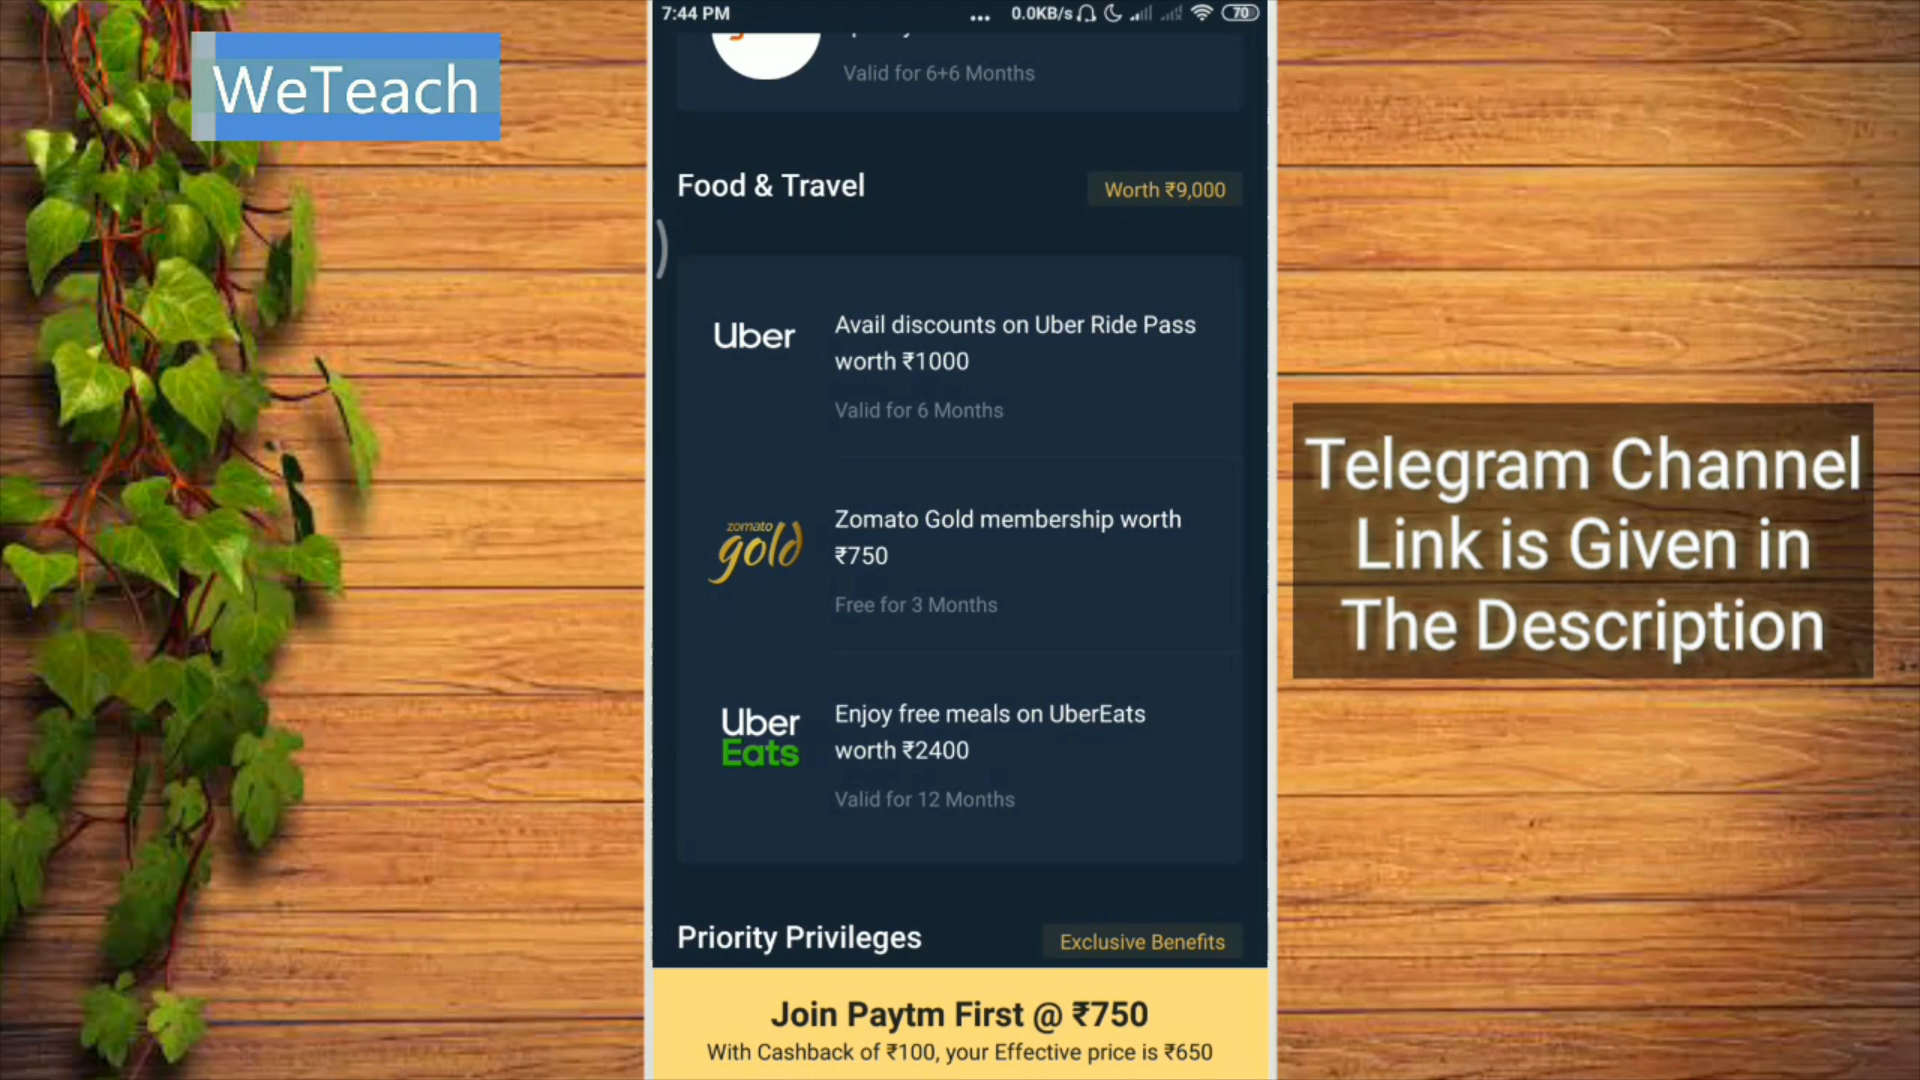 WeTeach
7:44 PM
... 0.0KB/s 70
Valid for 6+6 Months
Food & Travel
Worth ₹9,000
Uber
Avail discounts on Uber Ride Pass
worth ₹1000
Valid for 6 Months
zomato
gold
Zomato Gold membership worth
₹750
Free for 3 Months
Uber
Eats
Enjoy free meals on UberEats
worth ₹2400
Valid for 12 Months
Priority Privileges
Exclusive Benefits
Join Paytm First @ ₹750
With Cashback of ₹100, your Effective price is ₹650
Telegram Channel
Link is Given in
The Description